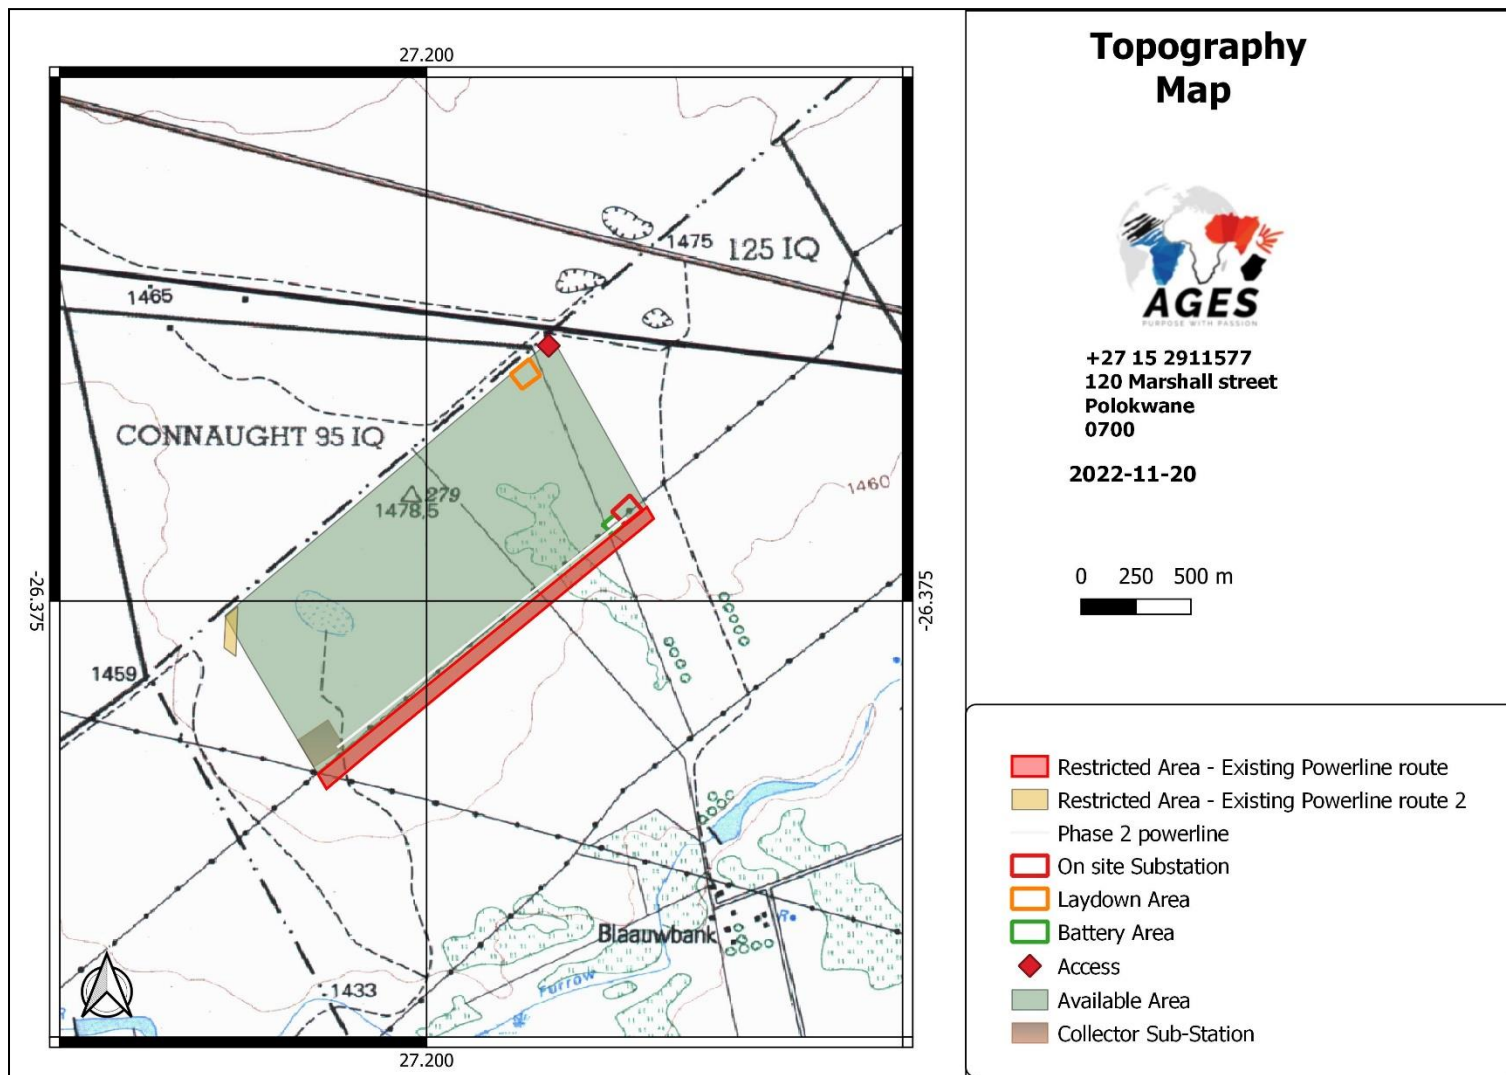 27.200
1475
125 IQ
1465
CONNAUGHT 95 IQ
279
1478,5
1460
-26.375
-26.375
1459
Blaauwbank
R
Furrow
1433
R
27.200
Topography
Map
AGES
PURPOSE WITH PASSION
+27 15 2911577
120 Marshall street
Polokwane
0700
2022-11-20
0 250 500 m
Restricted Area - Existing Powerline route
Restricted Area - Existing Powerline route 2
Phase 2 powerline
On site Substation
Laydown Area
Battery Area
Access
Available Area
Collector Sub-Station